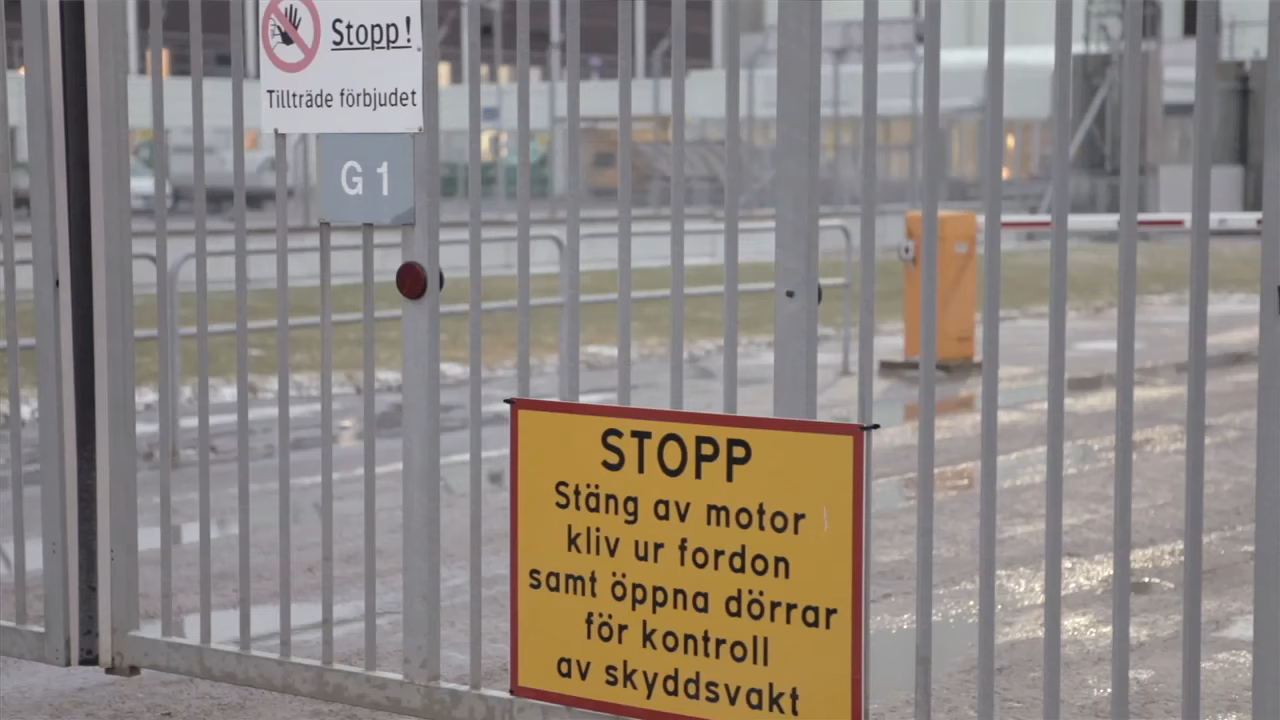 Stopp!
Tillträde förbjudet
G 1
STOPP
Stäng av motor
kliv ur fordon
samt öppna dörrar
för kontroll
av skyddsvakt